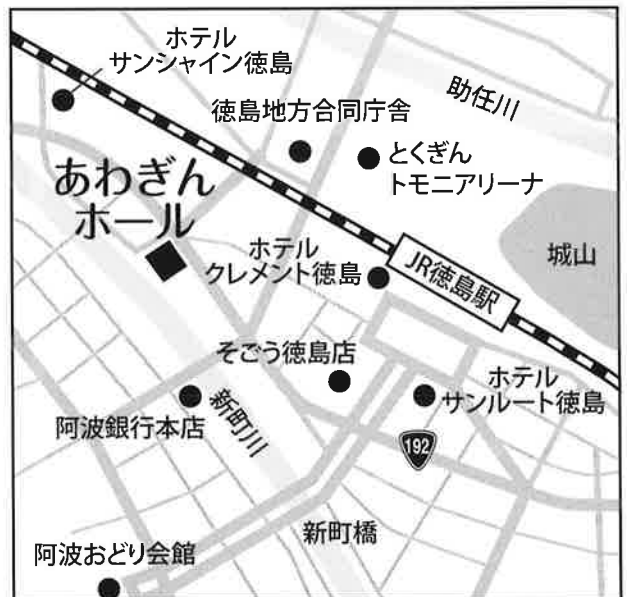 ホテル
サンシャイン徳島
助任川
徳島地方合同庁舎
とくぎん
トモニアリーナ
あわぎん
ホール
城山
ホテル
クレメント徳島
JR徳島駅
そごう徳島店
ホテル
サンルート徳島
新町川
阿波銀行本店
192
新町橋
阿波おどり会館